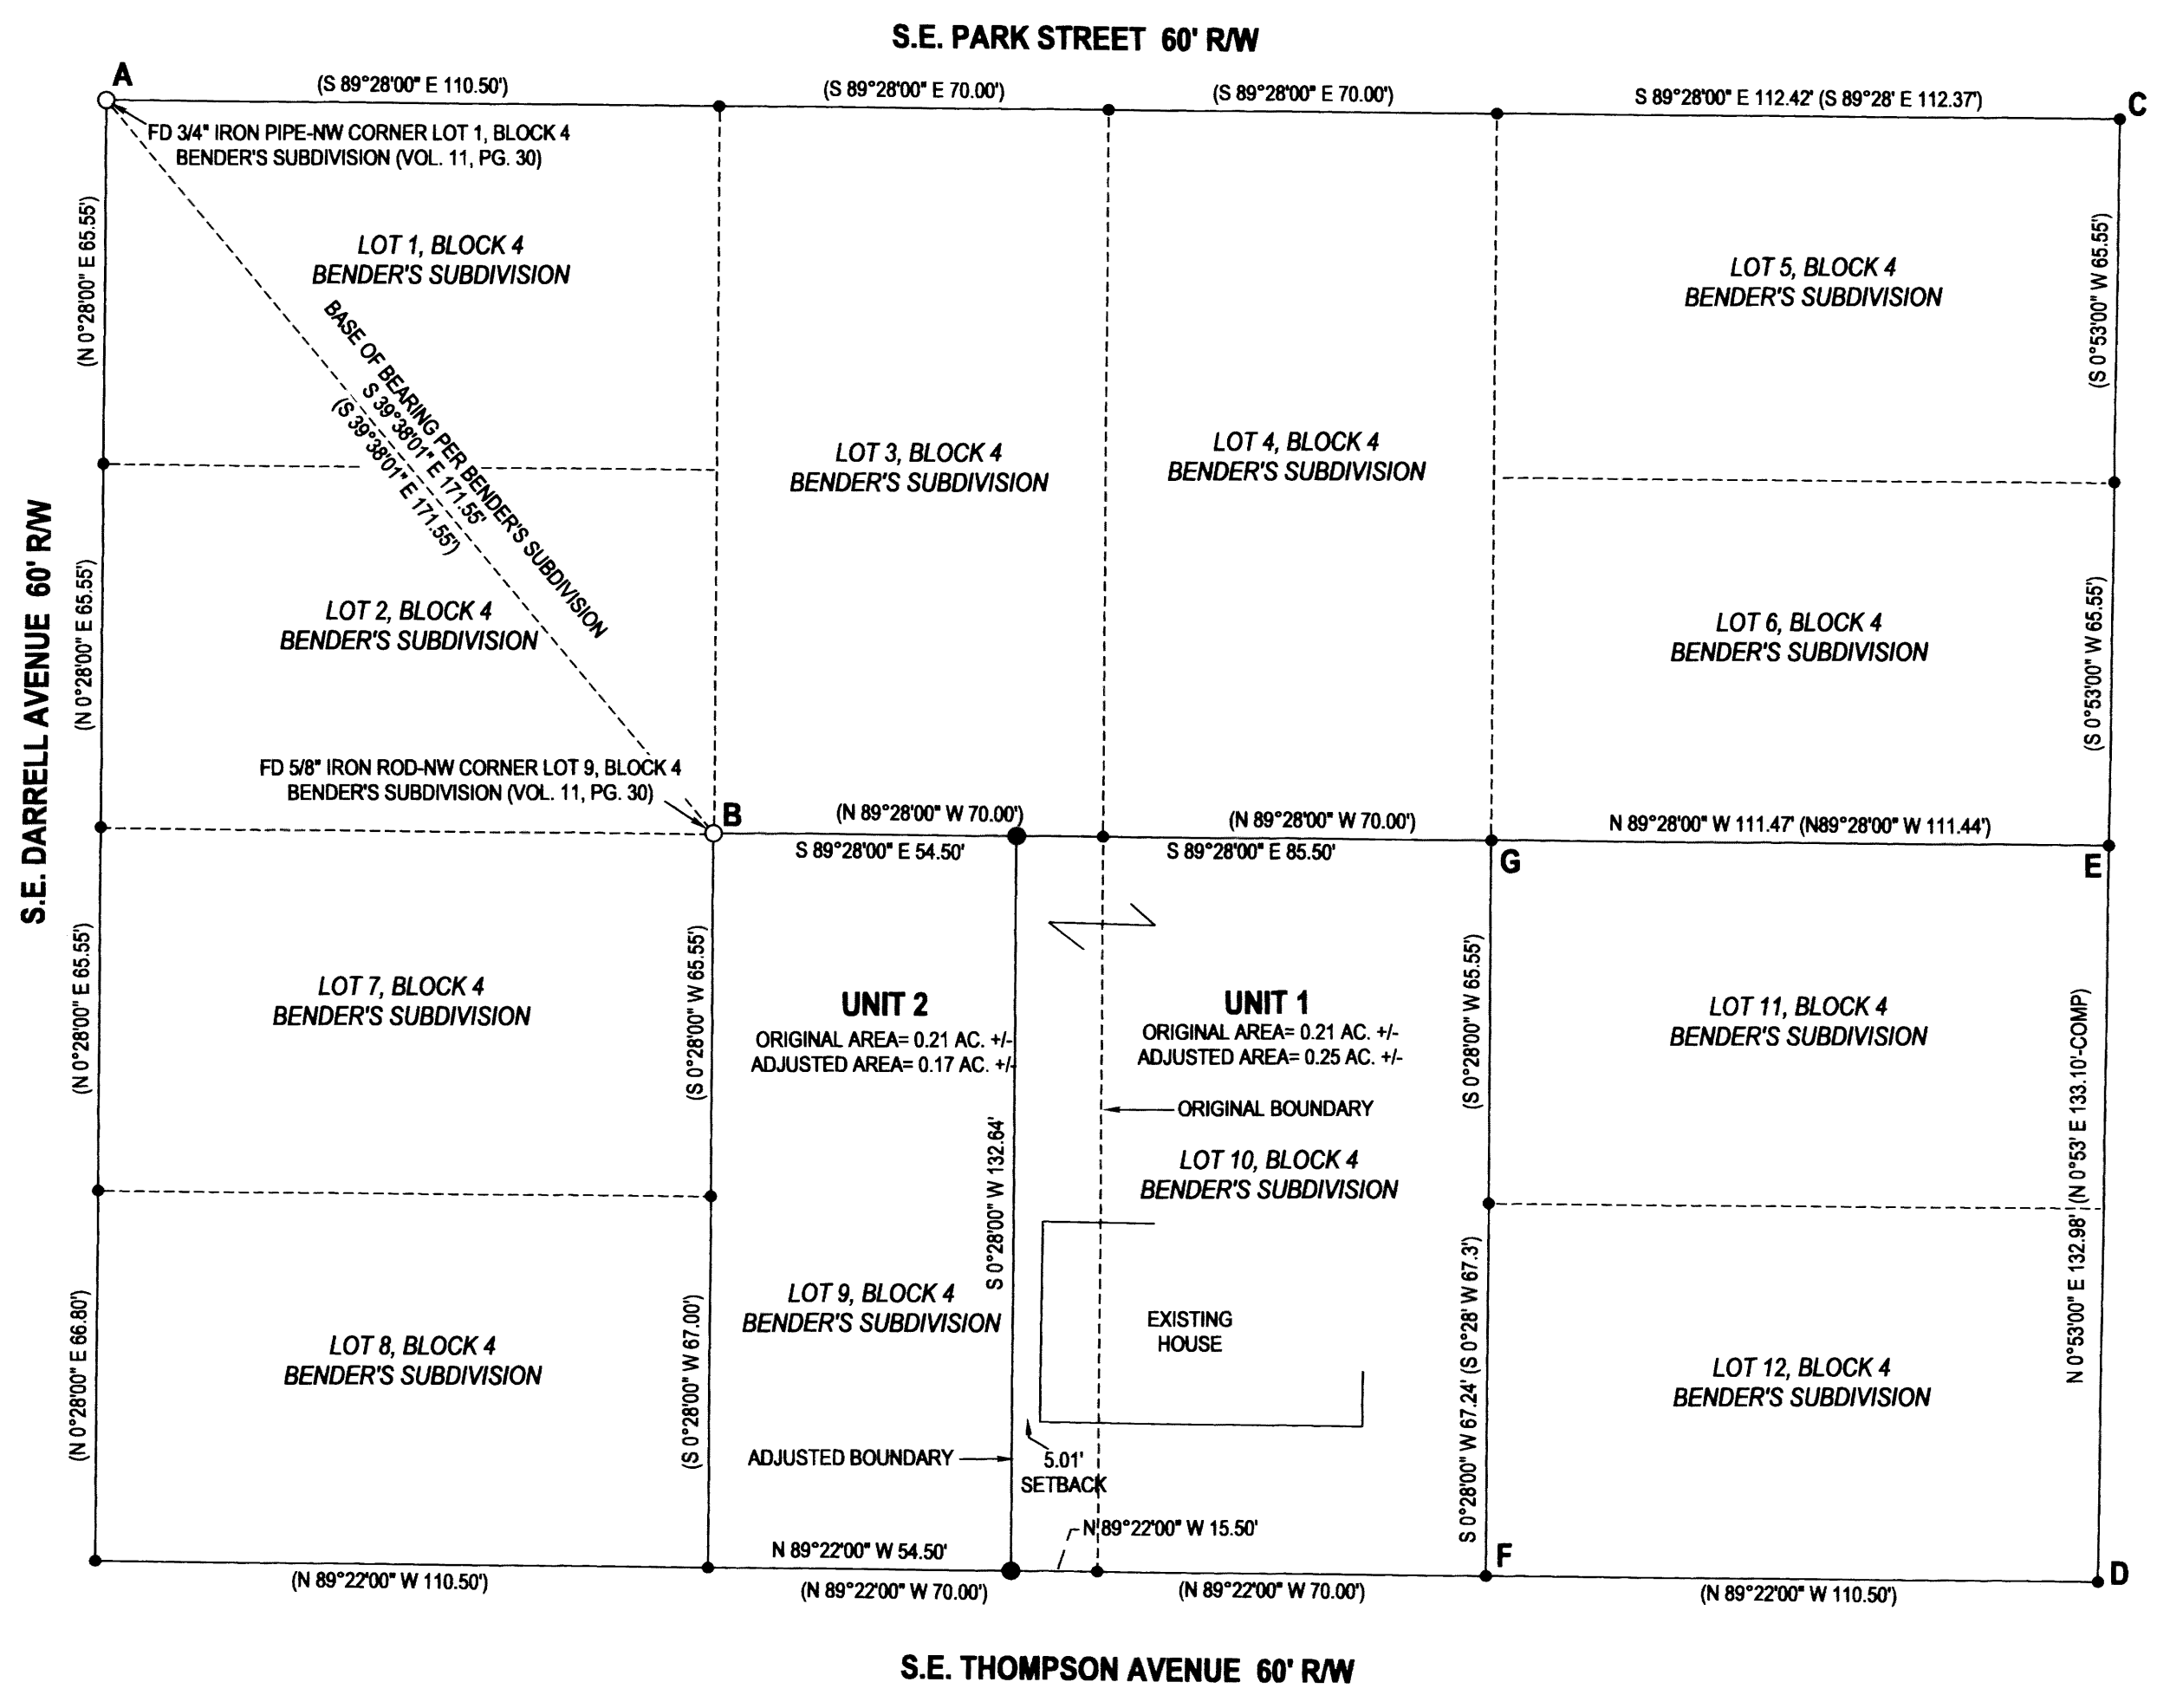 S.E. PARK STREET 60' R/W
A
(S 89°28'00" E 110.50')
(S 89°28'00" E 70.00')
(S 89°28'00" E 70.00')
S 89°28'00" E 112.42' (S 89°28' E 112.37')
C
FD 3/4" IRON PIPE-NW CORNER LOT 1, BLOCK 4
BENDER'S SUBDIVISION (VOL. 11, PG. 30)
(N 0°28'00" E 65.55')
LOT 1, BLOCK 4
BENDER'S SUBDIVISION
LOT 5, BLOCK 4
BENDER'S SUBDIVISION
(S 0°53'00" W 65.55')
BASE OF BEARING PER BENDER'S SUBDIVISION
S 39°38'01" E 171.55'
(S 39°38'01" E 171.55')
LOT 3, BLOCK 4
BENDER'S SUBDIVISION
LOT 4, BLOCK 4
BENDER'S SUBDIVISION
S.E. DARRELL AVENUE 60' R/W
(N 0°28'00" E 65.55')
LOT 2, BLOCK 4
BENDER'S SUBDIVISION
LOT 6, BLOCK 4
BENDER'S SUBDIVISION
(S 0°53'00" W 65.55')
FD 5/8" IRON ROD-NW CORNER LOT 9, BLOCK 4
BENDER'S SUBDIVISION (VOL. 11, PG. 30)
B
(N 89°28'00" W 70.00')
(N 89°28'00" W 70.00')
N 89°28'00" W 111.47' (N89°28'00" W 111.44')
S 89°28'00" E 54.50'
S 89°28'00" E 85.50'
G
E
(N 0°28'00" E 65.55')
LOT 7, BLOCK 4
BENDER'S SUBDIVISION
(S 0°28'00" W 65.55')
UNIT 2
ORIGINAL AREA= 0.21 AC. +/-
ADJUSTED AREA= 0.17 AC. +/-
UNIT 1
ORIGINAL AREA= 0.21 AC. +/-
ADJUSTED AREA= 0.25 AC. +/-
(S 0°28'00" W 65.55')
LOT 11, BLOCK 4
BENDER'S SUBDIVISION
N 0°53'00" E 132.98' (N 0°53' E 133.10'-COMP)
ORIGINAL BOUNDARY
S 0°28'00" W 132.64'
LOT 10, BLOCK 4
BENDER'S SUBDIVISION
(N 0°28'00" E 66.80')
LOT 8, BLOCK 4
BENDER'S SUBDIVISION
(S 0°28'00" W 67.00')
LOT 9, BLOCK 4
BENDER'S SUBDIVISION
EXISTING
HOUSE
S 0°28'00" W 67.24' (S 0°28' W 67.3')
LOT 12, BLOCK 4
BENDER'S SUBDIVISION
ADJUSTED BOUNDARY
5.01'
SETBACK
N 89°22'00" W 15.50'
N 89°22'00" W 54.50'
F
D
(N 89°22'00" W 110.50')
(N 89°22'00" W 70.00')
(N 89°22'00" W 70.00')
(N 89°22'00" W 110.50')
S.E. THOMPSON AVENUE 60' R/W